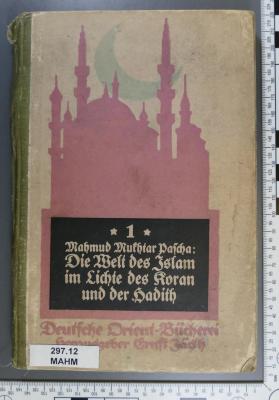 * 1 *
Mahmud Mukhtar Pascha:
Die Welt des Islam
im Lichte des Koran
und der Hadith
Deutsche Orient-Bücherei
Herausgeber Ernst Jäckh
297.12
MAHM